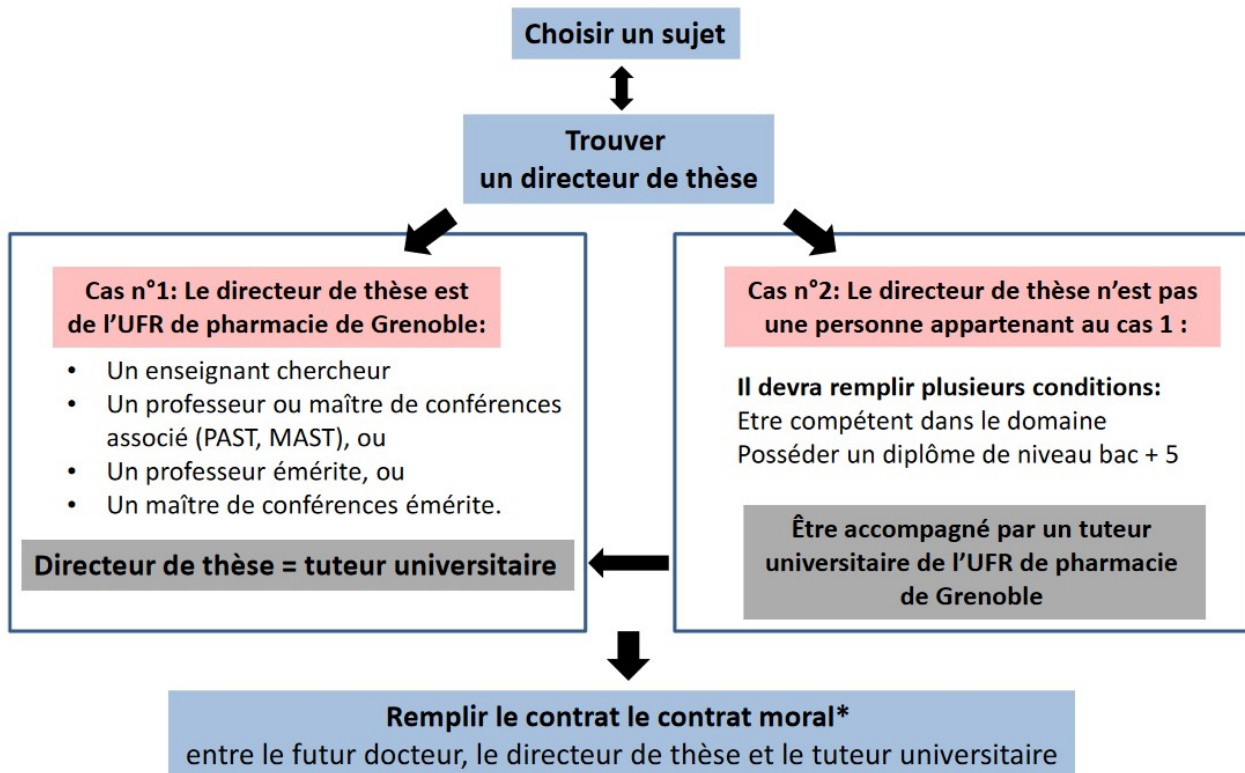 Choisir un sujet
Trouver
un directeur de thèse
Cas n°1: Le directeur de thèse est
de l'UFR de pharmacie de Grenoble:
• Un enseignant chercheur
• Un professeur ou maître de conférences
associé (PAST, MAST), ou
• Un professeur émérite, ou
• Un maître de conférences émérite.
Directeur de thèse = tuteur universitaire
Cas n°2: Le directeur de thèse n'est pas
une personne appartenant au cas 1 :
Il devra remplir plusieurs conditions:
Etre compétent dans le domaine
Posséder un diplôme de niveau bac + 5
Être accompagné par un tuteur
universitaire de l'UFR de pharmacie
de Grenoble
Remplir le contrat le contrat moral*
entre le futur docteur, le directeur de thèse et le tuteur universitaire